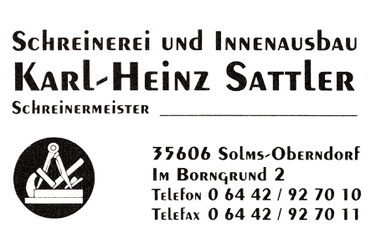 Schreinerei und Innenausbau
Karl-Heinz Sattler
Schreinermeister
35606 Solms-Oberndorf
Im Borngrund 2
Telefon 0 64 42 / 92 70 10
Telefax 0 64 42 / 92 70 11